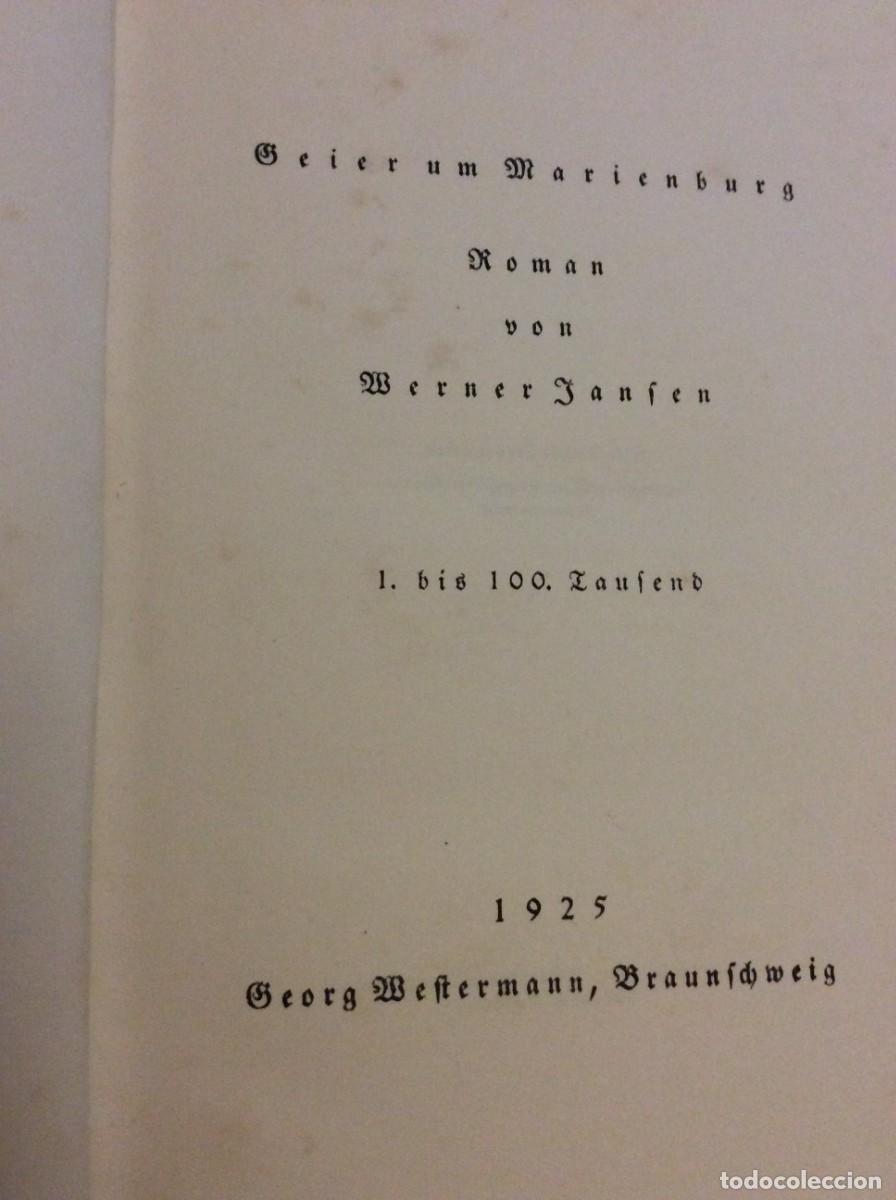 Geier um Marienburg
Roman
von
Werner Janſen
1. bis 100. Tauſend
1925
Georg Weſtermann, Braunſchweig
todocoleccion